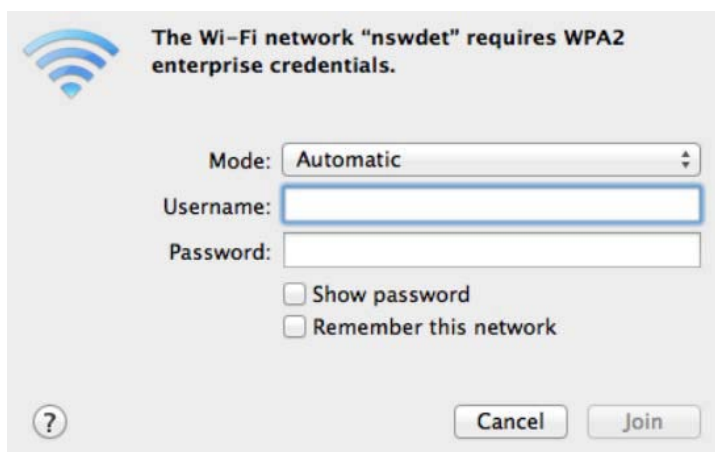 The Wi-Fi network "nswdet" requires WPA2
enterprise credentials.
Mode: Automatic
Username:
Password:
Show password
Remember this network
? Cancel Join